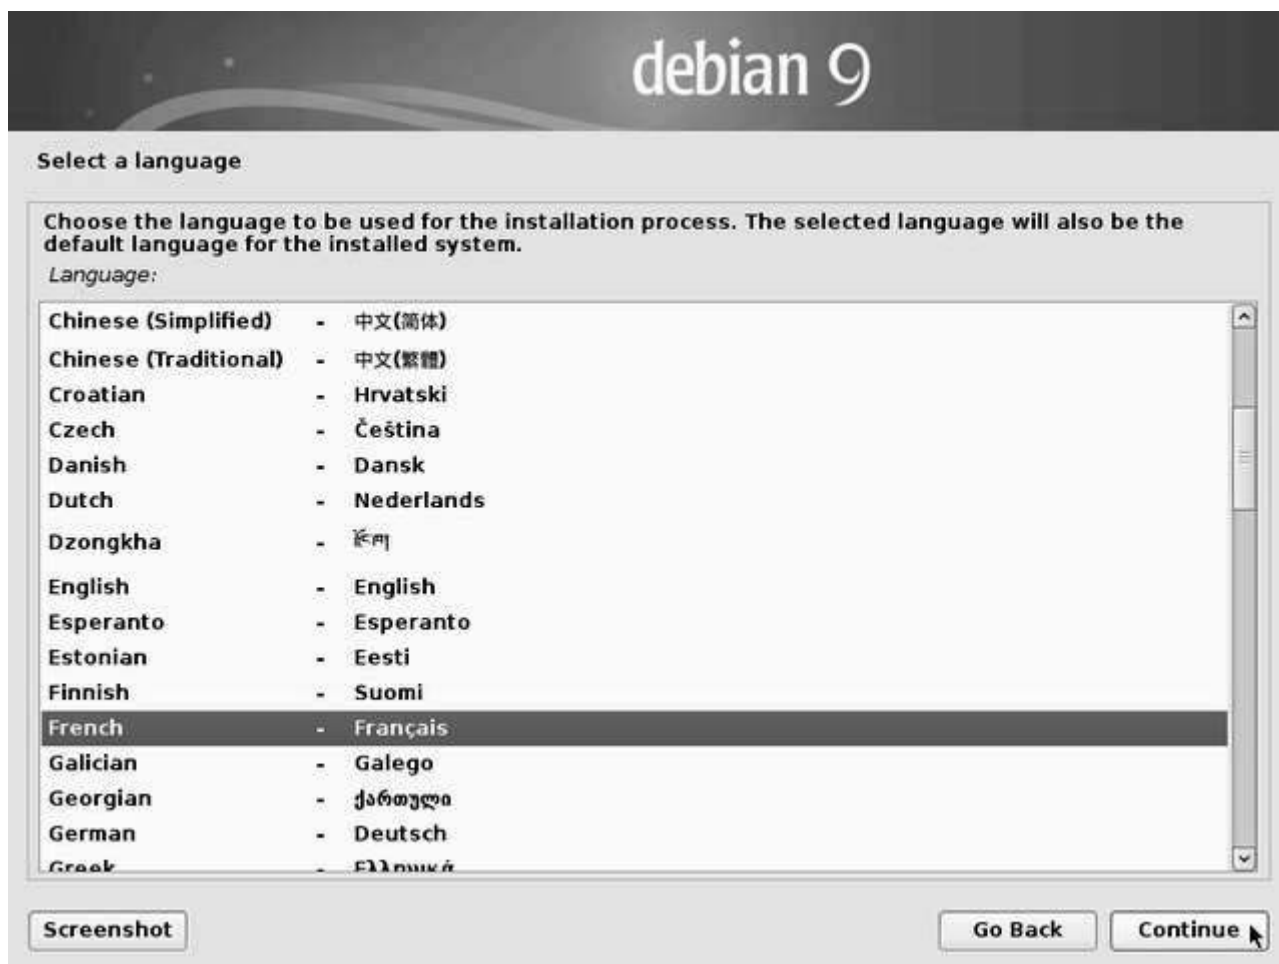 debian 9
Select a language
Choose the language to be used for the installation process. The selected language will also be the
default language for the installed system.
Language:
Chinese (Simplified) - 中文(简体)
Chinese (Traditional) - 中文(繁體)
Croatian - Hrvatski
Czech - Čeština
Danish - Dansk
Dutch - Nederlands
Dzongkha - རྫོང་ཁ།
English - English
Esperanto - Esperanto
Estonian - Eesti
Finnish - Suomi
French - Français
Galician - Galego
Georgian - ქართული
German - Deutsch
Greek - Ελληνικά
Screenshot Go Back Continue